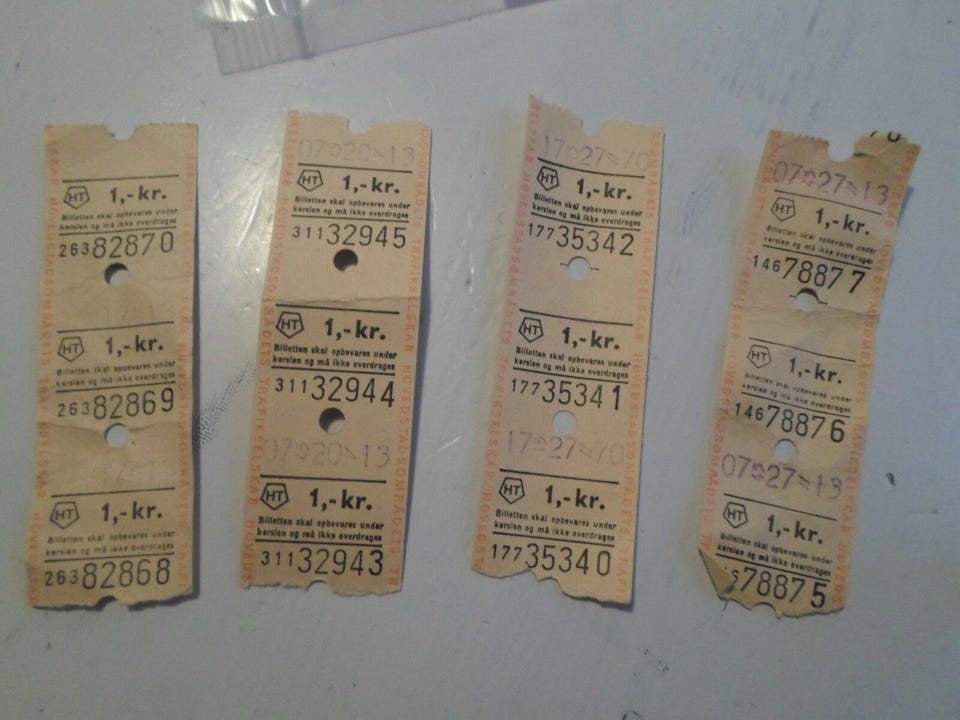 HT 1,-kr.
Billetten skal opbevares under
kørslen og må ikke overdrages
26382870
HT 1,-kr.
Billetten skal opbevares under
kørslen og må ikke overdrages
26382869
HT 1,-kr.
Billetten skal opbevares under
kørslen og må ikke overdrages
26382868
HOVEDSTADSOMRÅDETS TRAFIKSELSKAB
07 20 13
HT 1,-kr.
Billetten skal opbevares under
kørslen og må ikke overdrages
31132945
HT 1,-kr.
Billetten skal opbevares under
kørslen og må ikke overdrages
31132944
07 20 13
HT 1,-kr.
Billetten skal opbevares under
kørslen og må ikke overdrages
31132943
HOVEDSTADSOMRÅDETS TRAFIKSELSKAB
17 27 70
HT 1,-kr.
Billetten skal opbevares under
kørslen og må ikke overdrages
17735342
HT 1,-kr.
Billetten skal opbevares under
kørslen og må ikke overdrages
17735341
17 27 70
HT 1,-kr.
Billetten skal opbevares under
kørslen og må ikke overdrages
17735340
HOVEDSTADSOMRÅDETS TRAFIKSELSKAB
07 27 13
HT 1,-kr.
Billetten skal opbevares under
kørslen og må ikke overdrages
14678877
HT 1,-kr.
Billetten skal opbevares under
kørslen og må ikke overdrages
14678876
07 27 13
HT 1,-kr.
Billetten skal opbevares under
kørslen og må ikke overdrages
678875
HOVEDSTADSOMRÅDETS TRAFIKSELSKAB